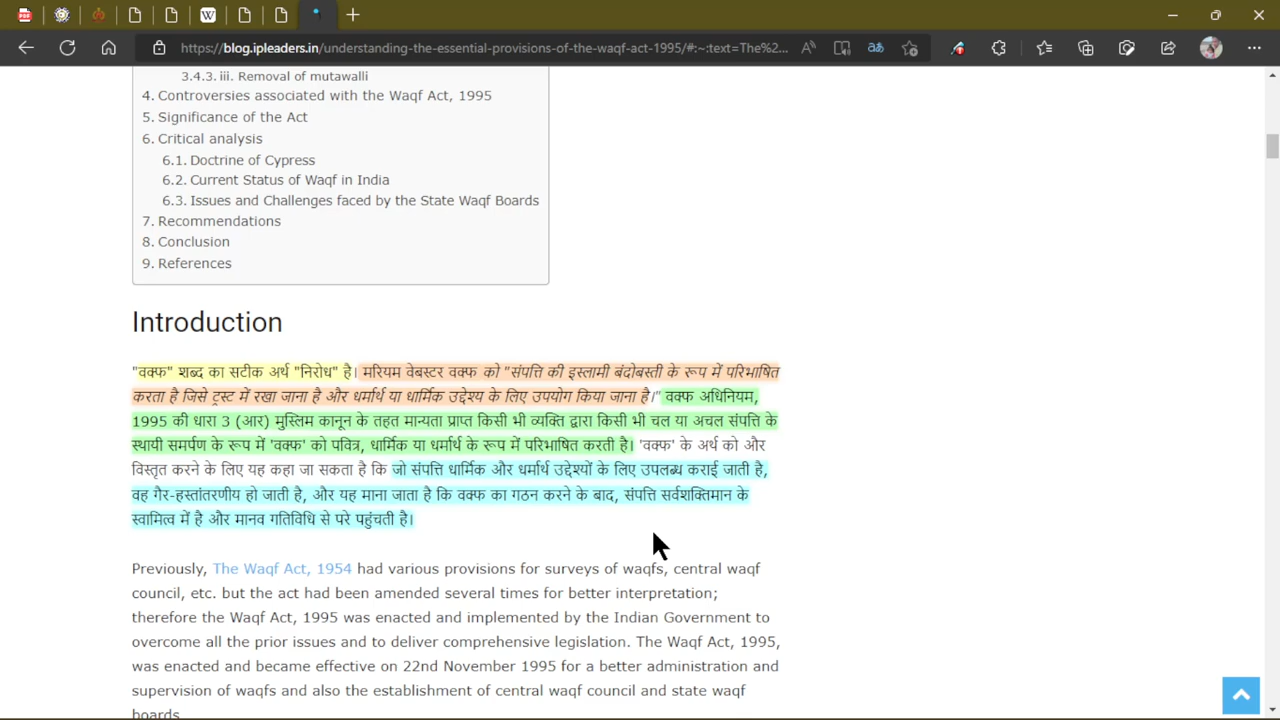 PDF
W
https://blog.ipleaders.in/understanding-the-essential-provisions-of-the-waqf-act-1995/#:~:text=The%2...
3.4.3. iii. Removal of mutawalli
4. Controversies associated with the Waqf Act, 1995
5. Significance of the Act
6. Critical analysis
6.1. Doctrine of Cypress
6.2. Current Status of Waqf in India
6.3. Issues and Challenges faced by the State Waqf Boards
7. Recommendations
8. Conclusion
9. References
Introduction
"वक्फ" शब्द का सटीक अर्थ "निरोध" है। मरियम वेबस्टर वक्फ को "संपत्ति की इस्लामी बंदोबस्ती के रूप में परिभाषित
करता है जिसे ट्रस्ट में रखा जाना है और धर्मार्थ या धार्मिक उद्देश्य के लिए उपयोग किया जाना है।" वक्फ अधिनियम,
1995 की धारा 3 (आर) मुस्लिम कानून के तहत मान्यता प्राप्त किसी भी व्यक्ति द्वारा किसी भी चल या अचल संपत्ति के
स्थायी समर्पण के रूप में 'वक्फ' को पवित्र, धार्मिक या धर्मार्थ के रूप में परिभाषित करती है। 'वक्फ' के अर्थ को और
विस्तृत करने के लिए यह कहा जा सकता है कि जो संपत्ति धार्मिक और धर्मार्थ उद्देश्यों के लिए उपलब्ध कराई जाती है,
वह गैर-हस्तांतरणीय हो जाती है, और यह माना जाता है कि वक्फ का गठन करने के बाद, संपत्ति सर्वशक्तिमान के
स्वामित्व में है और मानव गतिविधि से परे पहुंचती है।
Previously, The Waqf Act, 1954 had various provisions for surveys of waqfs, central waqf
council, etc. but the act had been amended several times for better interpretation;
therefore the Waqf Act, 1995 was enacted and implemented by the Indian Government to
overcome all the prior issues and to deliver comprehensive legislation. The Waqf Act, 1995,
was enacted and became effective on 22nd November 1995 for a better administration and
supervision of waqfs and also the establishment of central waqf council and state waqf
boards.